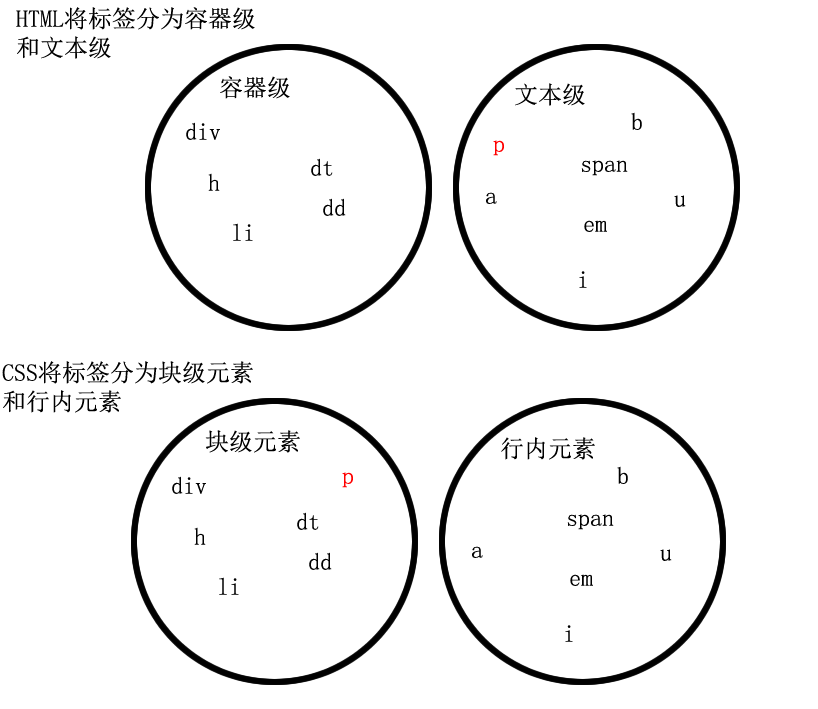 HTML将标签分为容器级
和文本级
容器级
div
h
li
dt
dd
文本级
b
p
span
a
u
em
i
CSS将标签分为块级元素
和行内元素
块级元素
p
div
h
li
dt
dd
行内元素
b
span
a
u
em
i